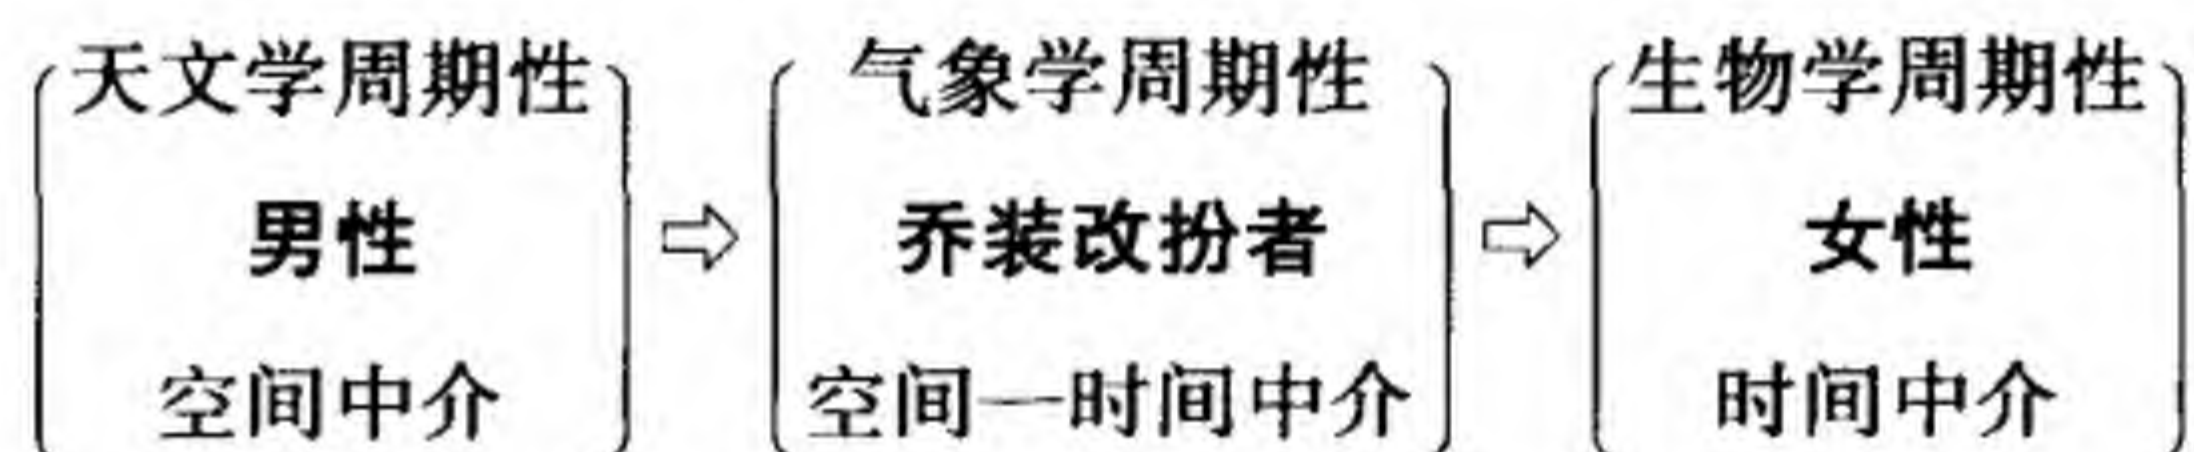 天文学周期性 ⇨ 气象学周期性 ⇨ 生物学周期性
男性 乔装改扮者 女性
空间中介 空间—时间中介 时间中介